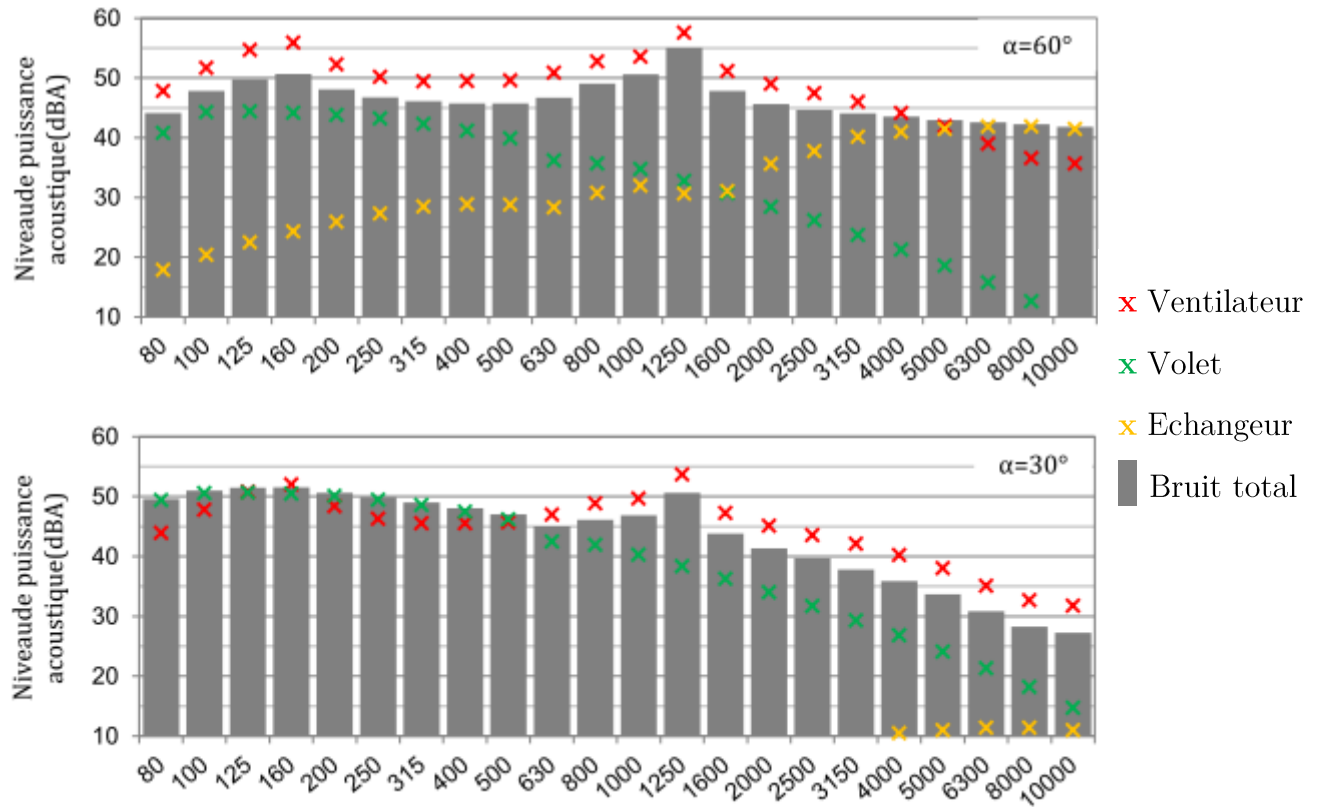 60
50
40
30
20
10
Niveaude puissance
acoustique(dBA)
α=60°
80 100 125 160 200 250 315 400 500 630 800 1000 1250 1600 2000 2500 3150 4000 5000 6300 8000 10000
x Ventilateur
x Volet
x Echangeur
Bruit total
60
50
40
30
20
10
Niveaude puissance
acoustique(dBA)
α=30°
80 100 125 160 200 250 315 400 500 630 800 1000 1250 1600 2000 2500 3150 4000 5000 6300 8000 10000